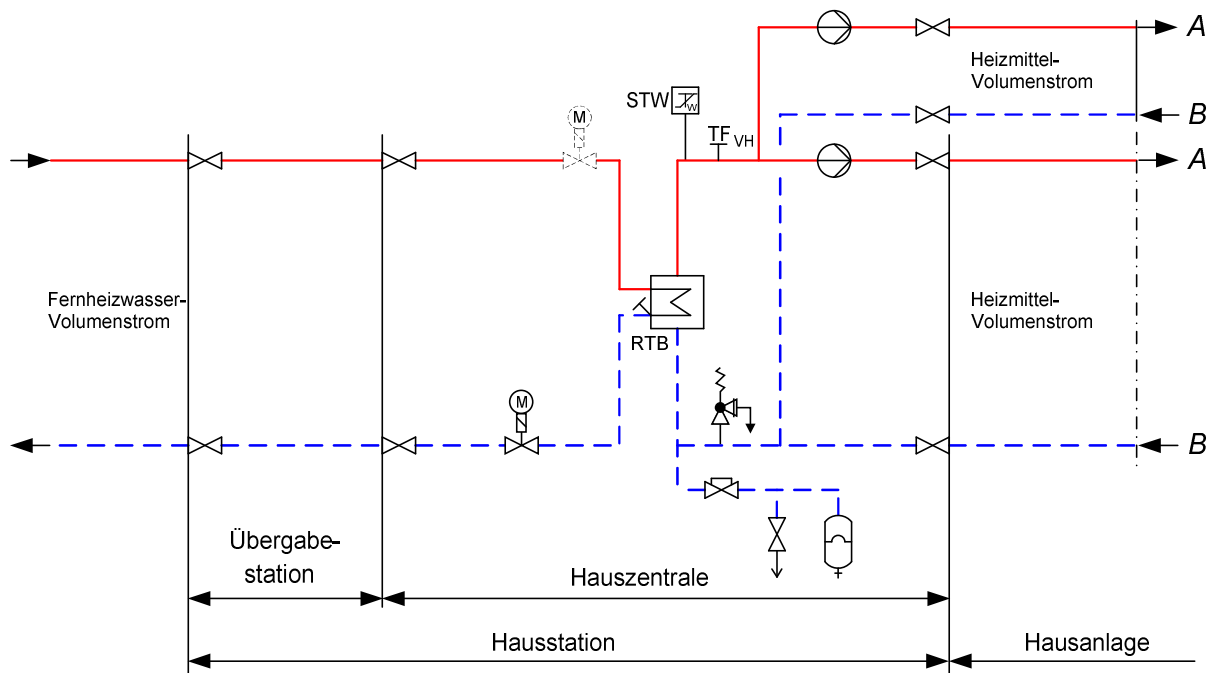 A
Heizmittel-
Volumenstrom
STW
W
M
B
TF VH
A
Fernheizwasser-
Volumenstrom
Heizmittel-
Volumenstrom
RTB
M
B
Übergabe-
station
Hauszentrale
Hausstation
Hausanlage